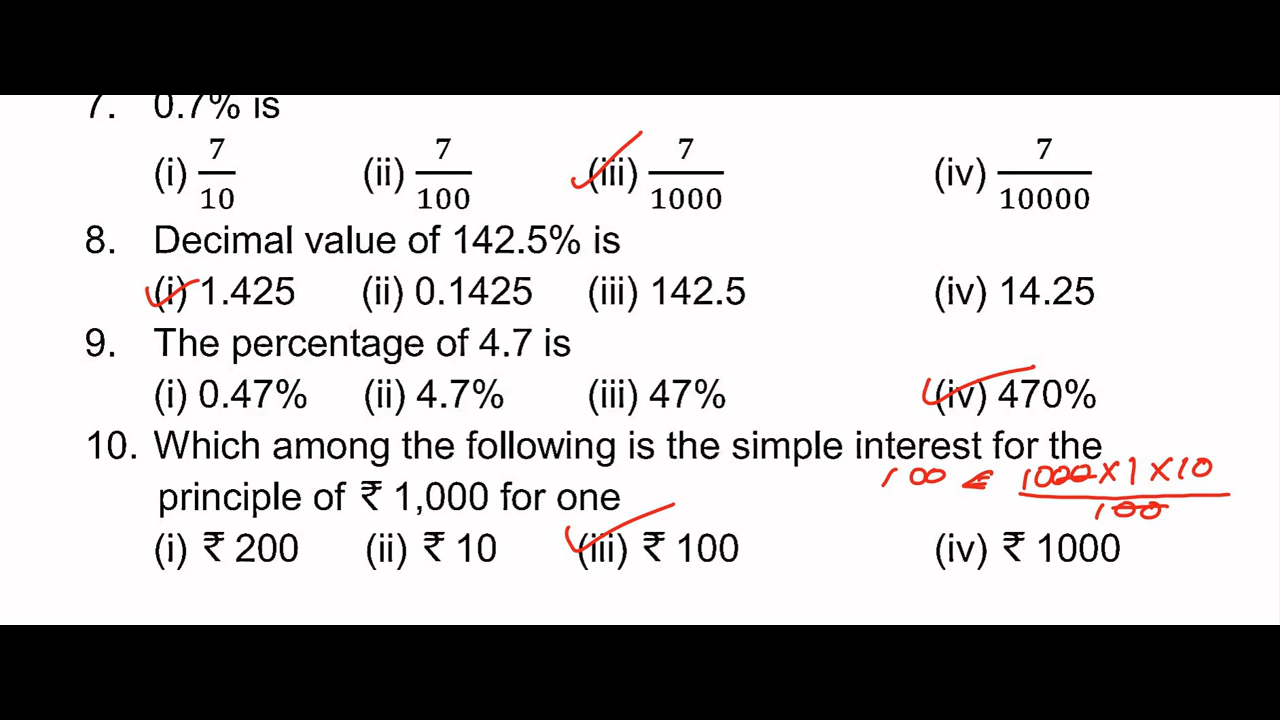 7. 0.7% is
(i) 7/10 (ii) 7/100 (iii) 7/1000 (iv) 7/10000
8. Decimal value of 142.5% is
(i) 1.425 (ii) 0.1425 (iii) 142.5 (iv) 14.25
9. The percentage of 4.7 is
(i) 0.47% (ii) 4.7% (iii) 47% (iv) 470%
10. Which among the following is the simple interest for the
principle of ₹ 1,000 for one
100 = 1000×1×10/100
(i) ₹ 200 (ii) ₹ 10 (iii) ₹ 100 (iv) ₹ 1000